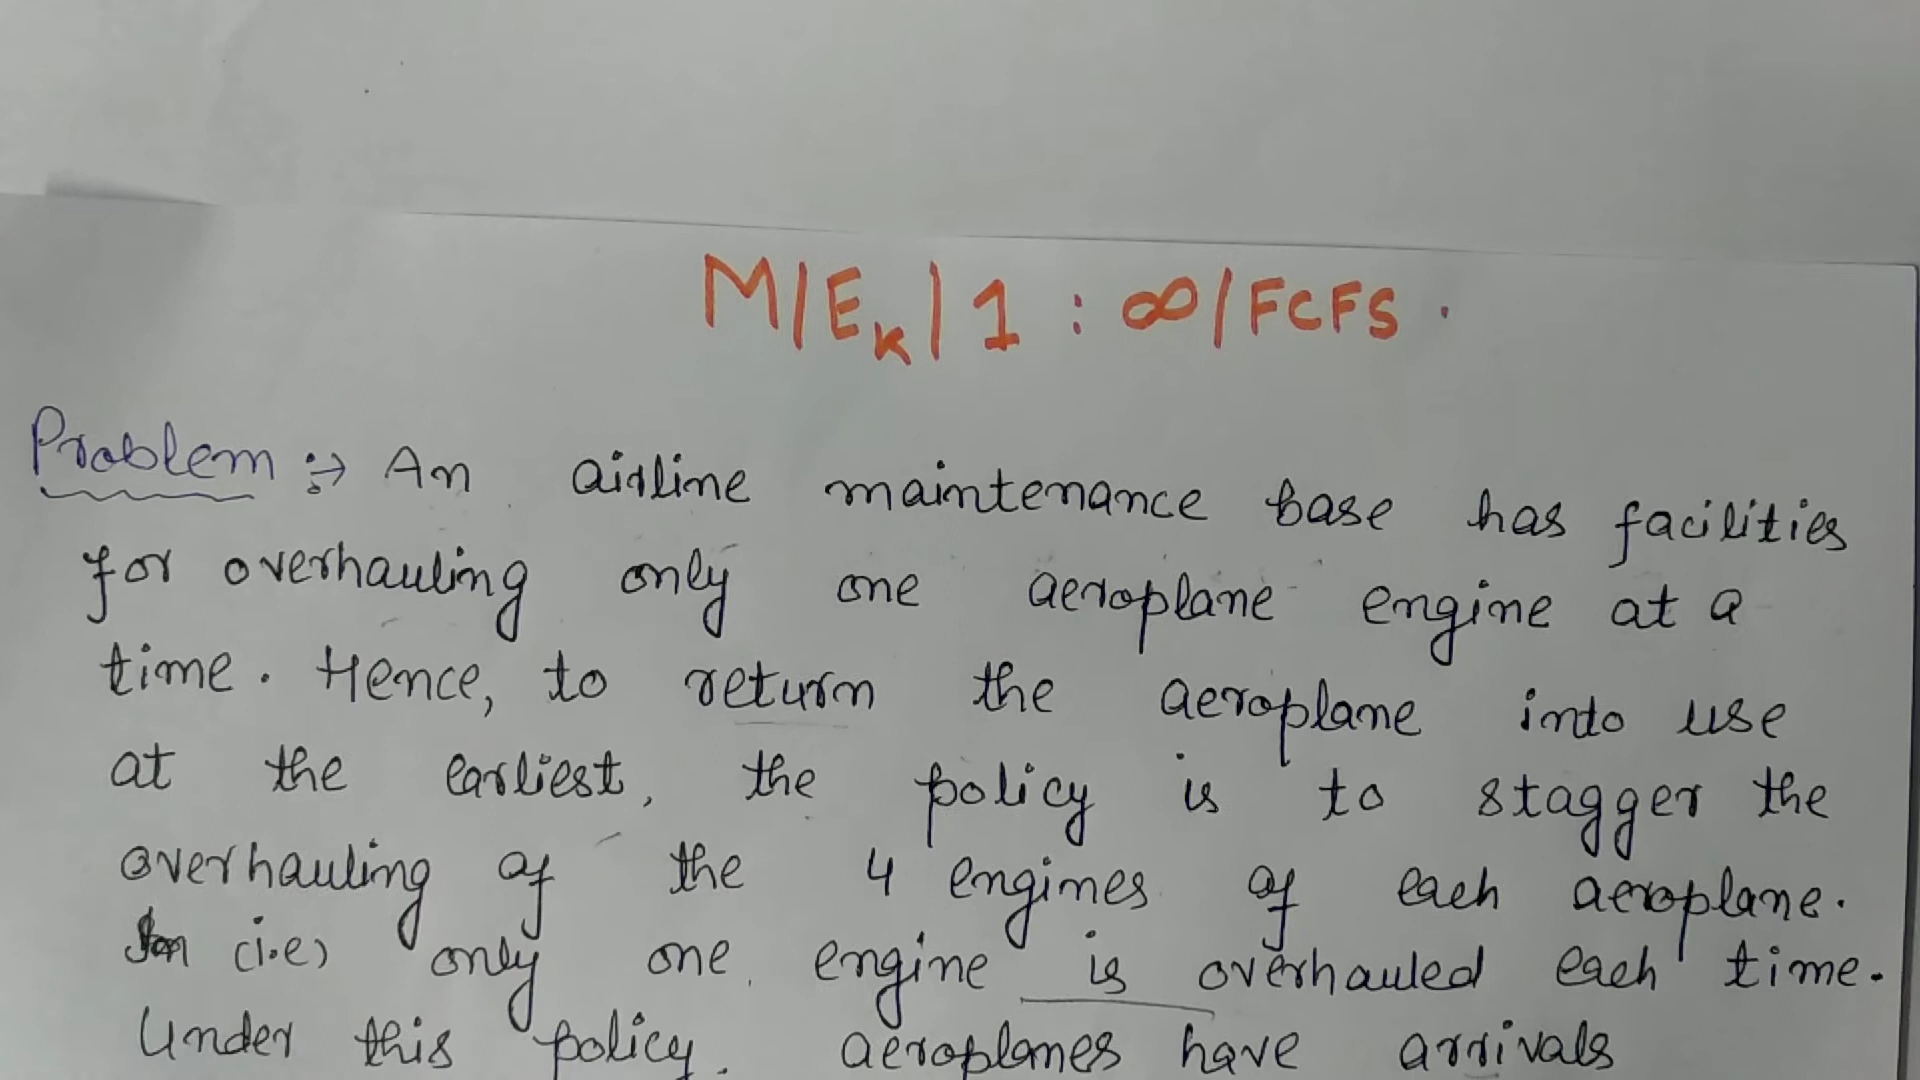 M/Ek/1 : ∞/FCFS.
Problem :→ An airline maintenance base has facilities
for overhauling only one aeroplane engine at a
time. Hence, to return the aeroplane into use
at the earliest, the policy is to stagger the
overhauling of the 4 engines of each aeroplane.
(i.e) only one engine is overhauled each time.
Under this policy, aeroplanes have arrivals